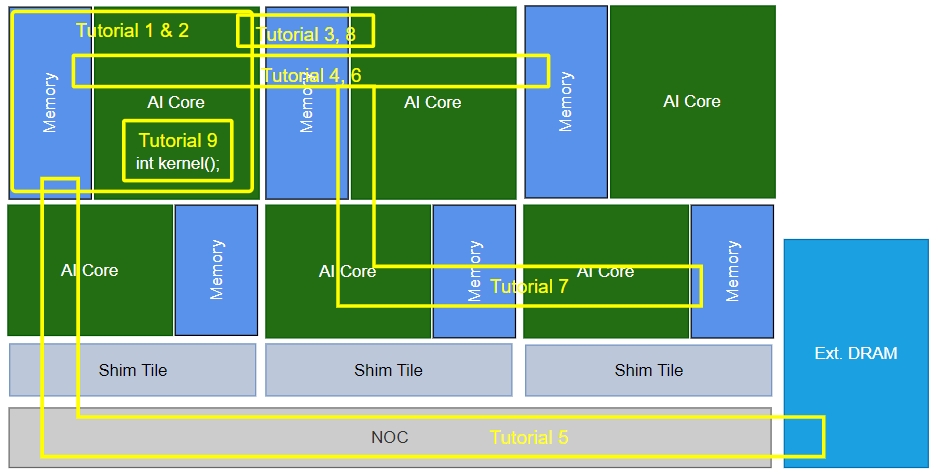 Tutorial 1 & 2
Tutorial 3, 8
Tutorial 4, 6
Memory
AI Core
Memory
AI Core
Memory
AI Core
Tutorial 9
int kernel();
AI Core
Memory
AI Core
Memory
AI Core
Memory
Tutorial 7
Shim Tile
Shim Tile
Shim Tile
Ext. DRAM
NOC
Tutorial 5